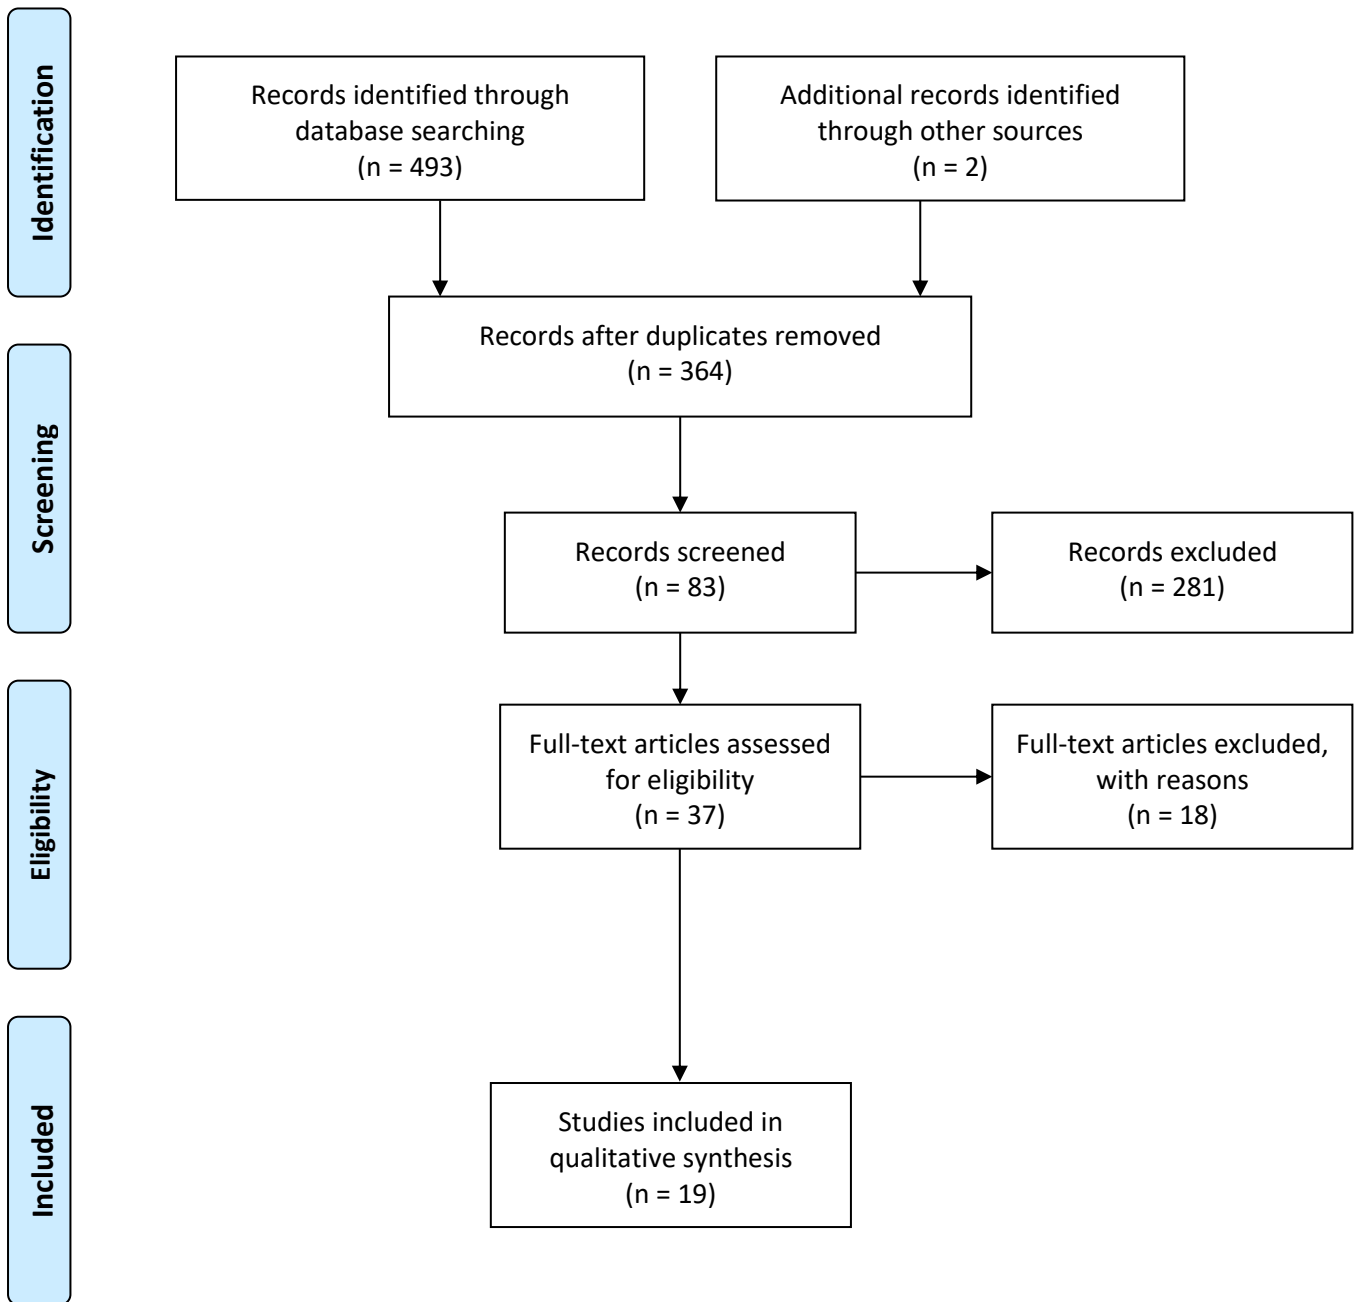 Identification
Records identified through
database searching
(n = 493)
Additional records identified
through other sources
(n = 2)
Records after duplicates removed
(n = 364)
Screening
Records screened
(n = 83)
Records excluded
(n = 281)
Eligibility
Full-text articles assessed
for eligibility
(n = 37)
Full-text articles excluded,
with reasons
(n = 18)
Included
Studies included in
qualitative synthesis
(n = 19)